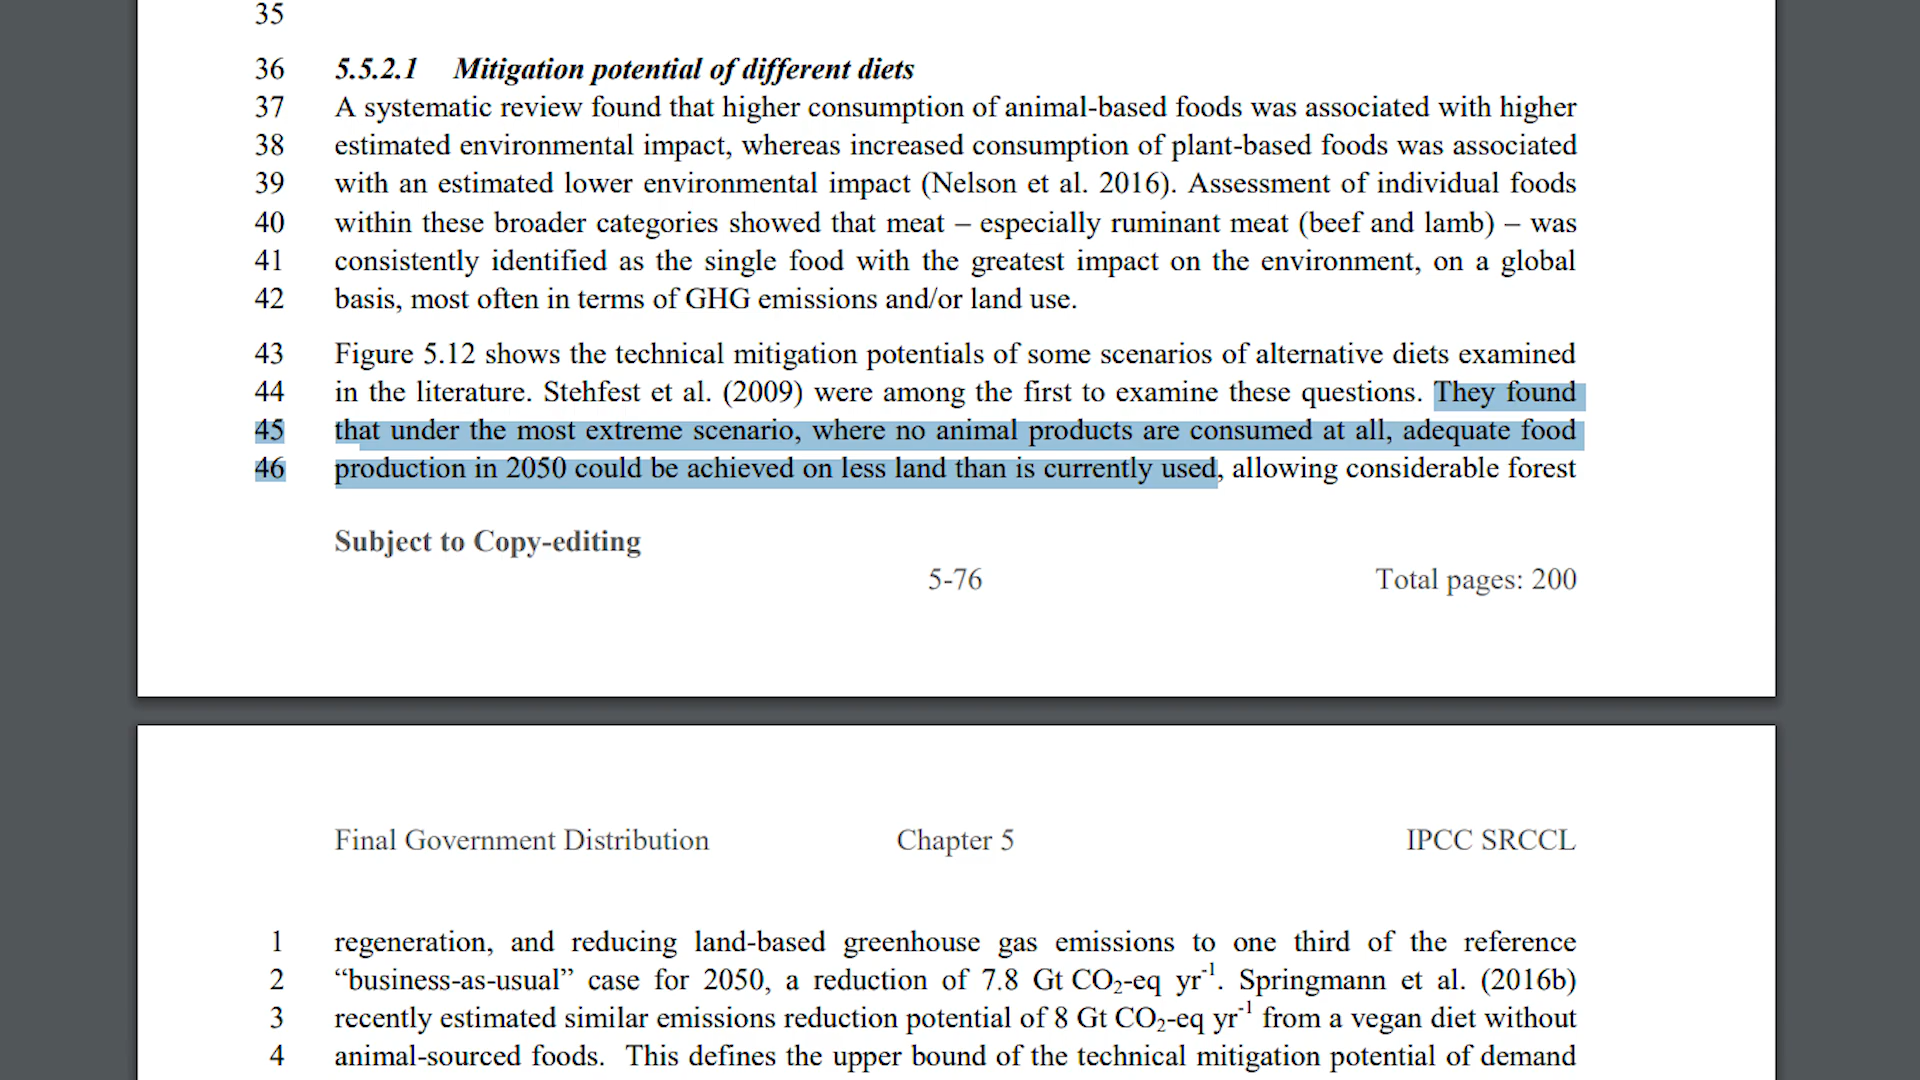 35
36 5.5.2.1 Mitigation potential of different diets
37 A systematic review found that higher consumption of animal-based foods was associated with higher
38 estimated environmental impact, whereas increased consumption of plant-based foods was associated
39 with an estimated lower environmental impact (Nelson et al. 2016). Assessment of individual foods
40 within these broader categories showed that meat – especially ruminant meat (beef and lamb) – was
41 consistently identified as the single food with the greatest impact on the environment, on a global
42 basis, most often in terms of GHG emissions and/or land use.
43 Figure 5.12 shows the technical mitigation potentials of some scenarios of alternative diets examined
44 in the literature. Stehfest et al. (2009) were among the first to examine these questions. They found
45 that under the most extreme scenario, where no animal products are consumed at all, adequate food
46 production in 2050 could be achieved on less land than is currently used, allowing considerable forest
Subject to Copy-editing
5-76 Total pages: 200
Final Government Distribution Chapter 5 IPCC SRCCL
1 regeneration, and reducing land-based greenhouse gas emissions to one third of the reference
2 “business-as-usual” case for 2050, a reduction of 7.8 Gt CO₂-eq yr⁻¹. Springmann et al. (2016b)
3 recently estimated similar emissions reduction potential of 8 Gt CO₂-eq yr⁻¹ from a vegan diet without
4 animal-sourced foods. This defines the upper bound of the technical mitigation potential of demand